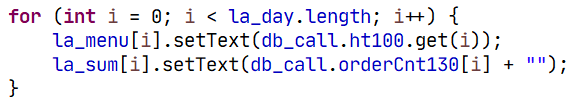 for (int i = 0; i < la_day.length; i++) {
    la_menu[i].setText(db_call.ht100.get(i));
    la_sum[i].setText(db_call.orderCnt130[i] + "");
}